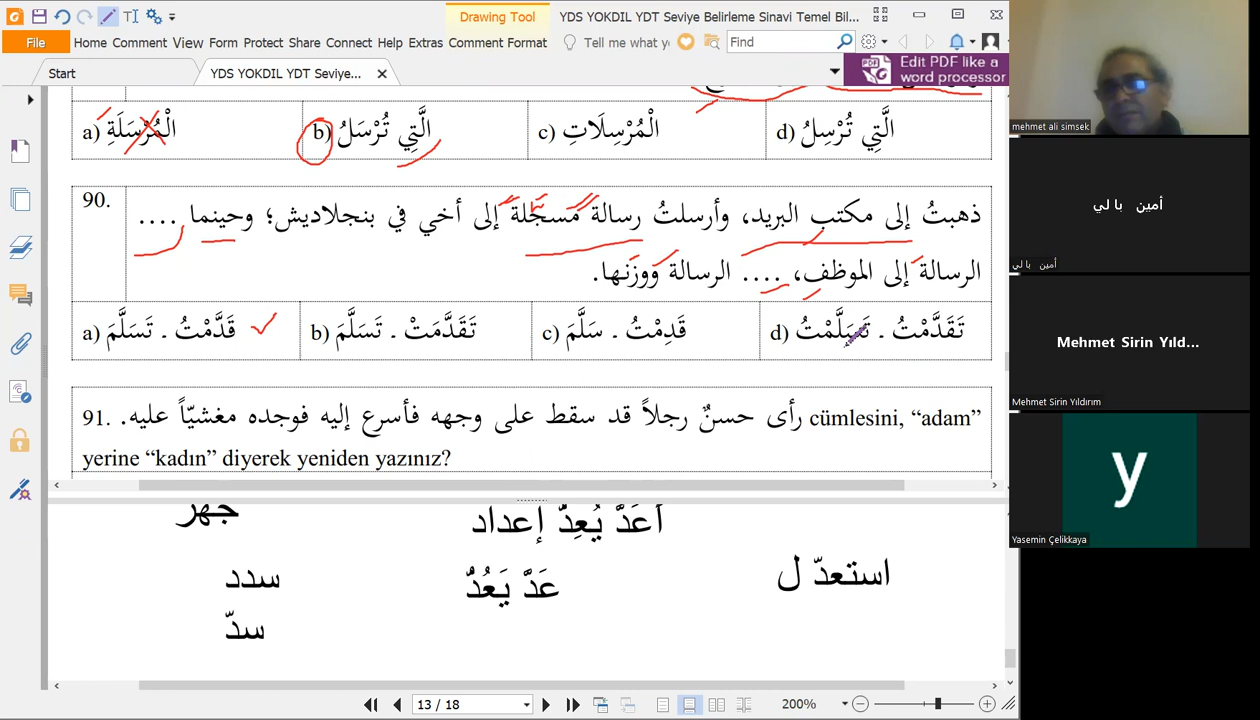 Drawing Tool
YDS YOKDIL YDT Seviye Belirleme Sinavi Temel Bil...
File Home Comment View Form Protect Share Connect Help Extras Comment Format
Find
Start
YDS YOKDIL YDT Seviye...
Edit PDF like a
word processor
a) الْمُرْسَلَةِ b) الَّتِي تُرْسَلُ c) الْمُرْسِلَاتِ d) الَّتِي تُرْسِلُ
90. ذهبتُ إلى مكتب البريد، وأرسلتُ رسالة مسجّلة إلى أخي في بنجلاديش؛ وحينما ....
الرسالة إلى الموظف، .... الرسالة ووزنها.
a) قَدَّمْتُ - تَسَلَّمَ b) تَقَدَّمَتْ - تَسَلَّمَ c) قَدِمْتُ - سَلَّمَ d) تَقَدَّمْتُ - تَسَلَّمْتُ
91. رأى حسنٌ رجلاً قد سقط على وجهه فأسرع إليه فوجده مغشيّاً عليه. cümlesini, “adam”
yerine “kadın” diyerek yeniden yazınız?
أَعَدَّ يُعِدُّ إعداد
جهر
استعدّ ل
عَدَّ يَعُدُّ
سدد
سدّ
13 / 18
200%
mehmet ali simsek
أمين بالي
أمين بالي
Mehmet Sirin Yıld...
Mehmet Sirin Yıldırım
y
Yasemin Çelikkaya